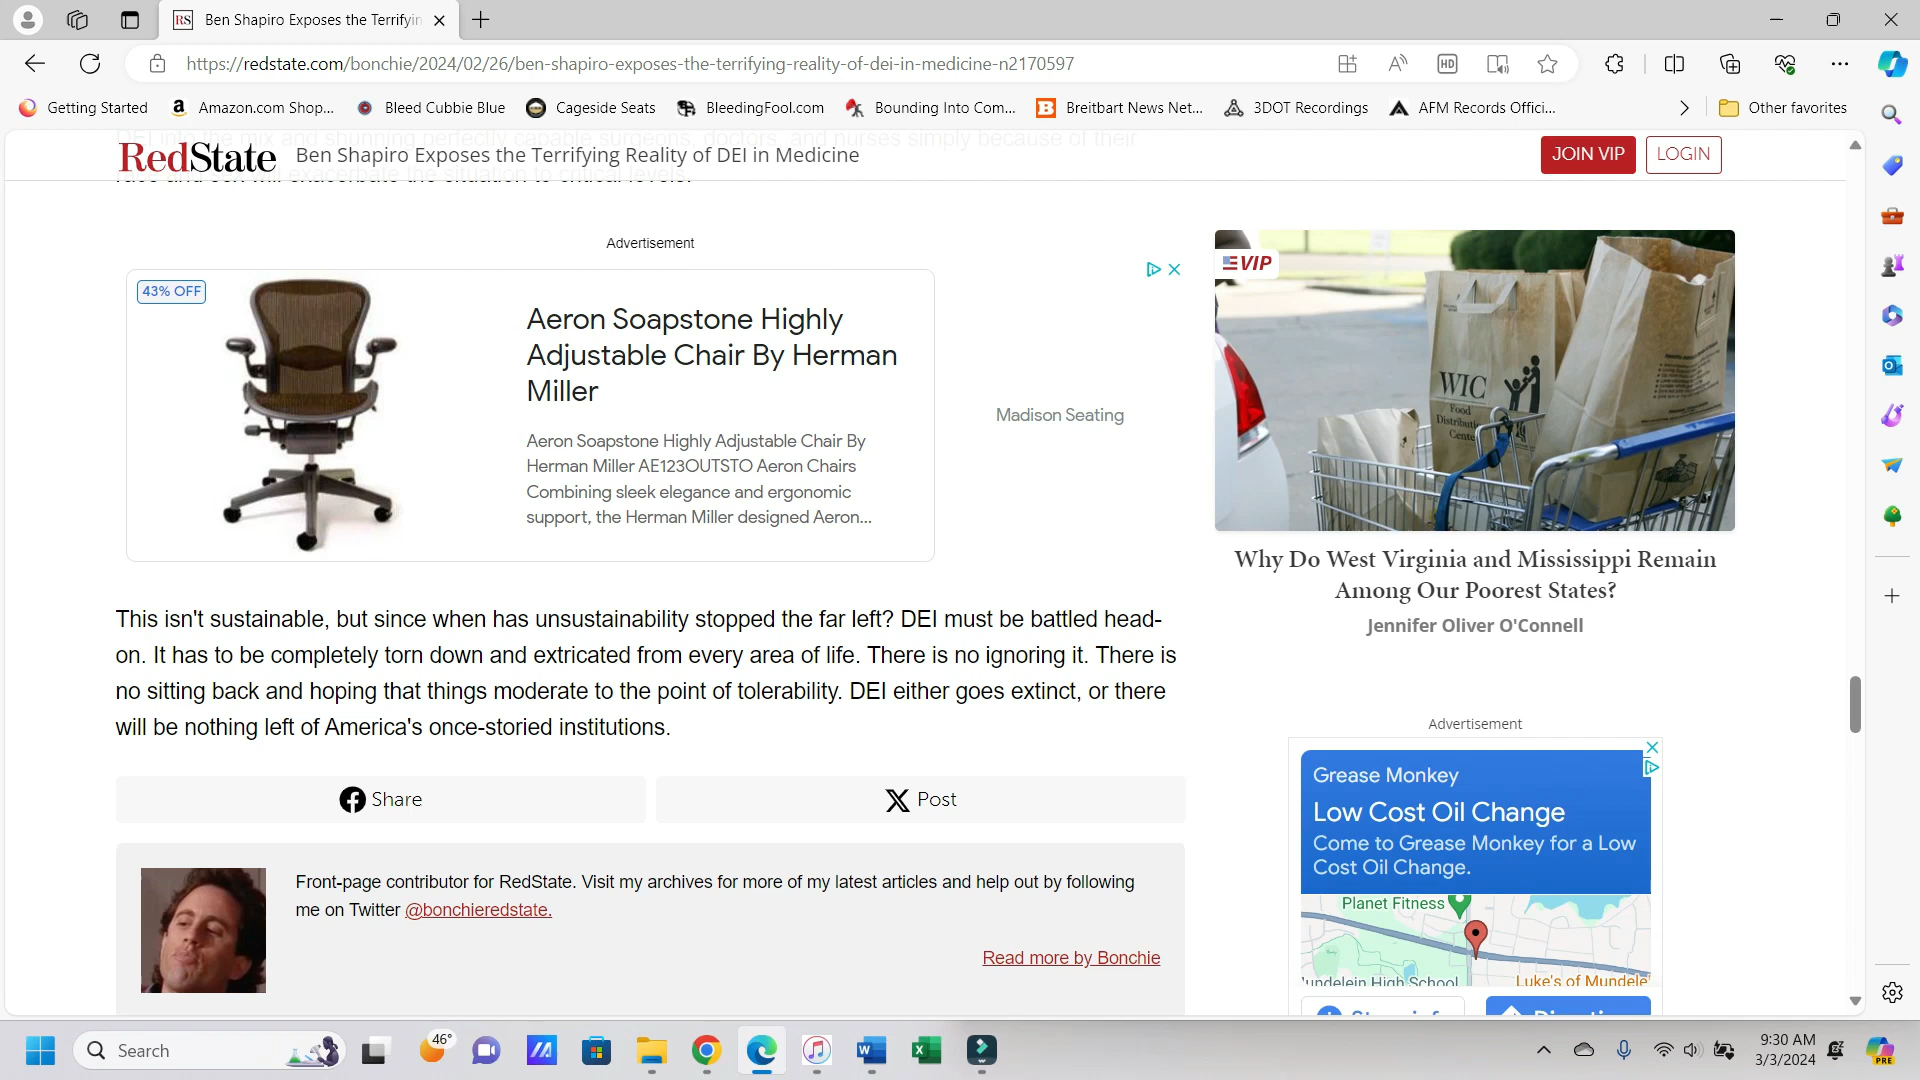 RS Ben Shapiro Exposes the Terrifyin
https://redstate.com/bonchie/2024/02/26/ben-shapiro-exposes-the-terrifying-reality-of-dei-in-medicine-n2170597
HD
Getting Started
Amazon.com Shop...
Bleed Cubbie Blue
Cageside Seats
BleedingFool.com
Bounding Into Com...
Breitbart News Net...
3DOT Recordings
AFM Records Offici...
Other favorites
DEI into the mix and shunning perfectly capable surgeons, doctors, and nurses simply because of their
RedState
Ben Shapiro Exposes the Terrifying Reality of DEI in Medicine
JOIN VIP
LOGIN
race and sex will exacerbate the situation to critical levels.
Advertisement
43% OFF
Aeron Soapstone Highly
Adjustable Chair By Herman
Miller
Aeron Soapstone Highly Adjustable Chair By
Herman Miller AE123OUTSTO Aeron Chairs
Combining sleek elegance and ergonomic
support, the Herman Miller designed Aeron...
Madison Seating
This isn't sustainable, but since when has unsustainability stopped the far left? DEI must be battled head-
on. It has to be completely torn down and extricated from every area of life. There is no ignoring it. There is
no sitting back and hoping that things moderate to the point of tolerability. DEI either goes extinct, or there
will be nothing left of America's once-storied institutions.
Share
Post
Front-page contributor for RedState. Visit my archives for more of my latest articles and help out by following
me on Twitter @bonchieredstate.
Read more by Bonchie
VIP
WIC
Food
Distributi
Cente
Why Do West Virginia and Mississippi Remain
Among Our Poorest States?
Jennifer Oliver O'Connell
Advertisement
Grease Monkey
Low Cost Oil Change
Come to Grease Monkey for a Low
Cost Oil Change.
Planet Fitness
undelein High School
Luke's of Mundelei
Search
46°
9:30 AM
3/3/2024
PRE